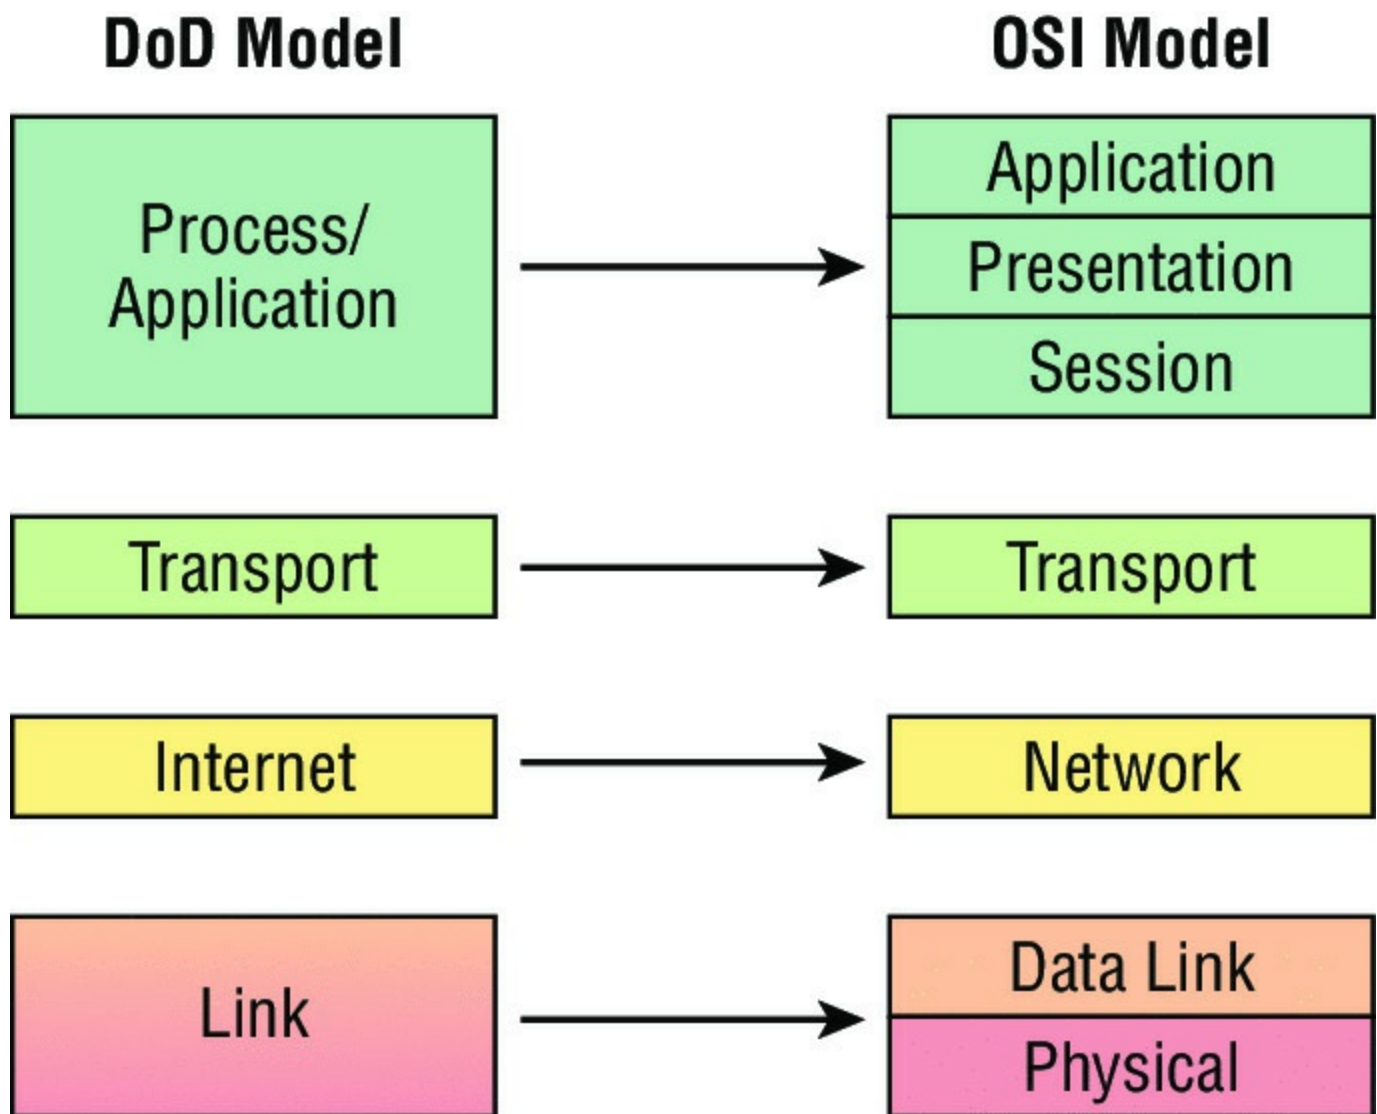 DoD Model
OSI Model
Process/
Application
Application
Presentation
Session
Transport
Transport
Internet
Network
Link
Data Link
Physical